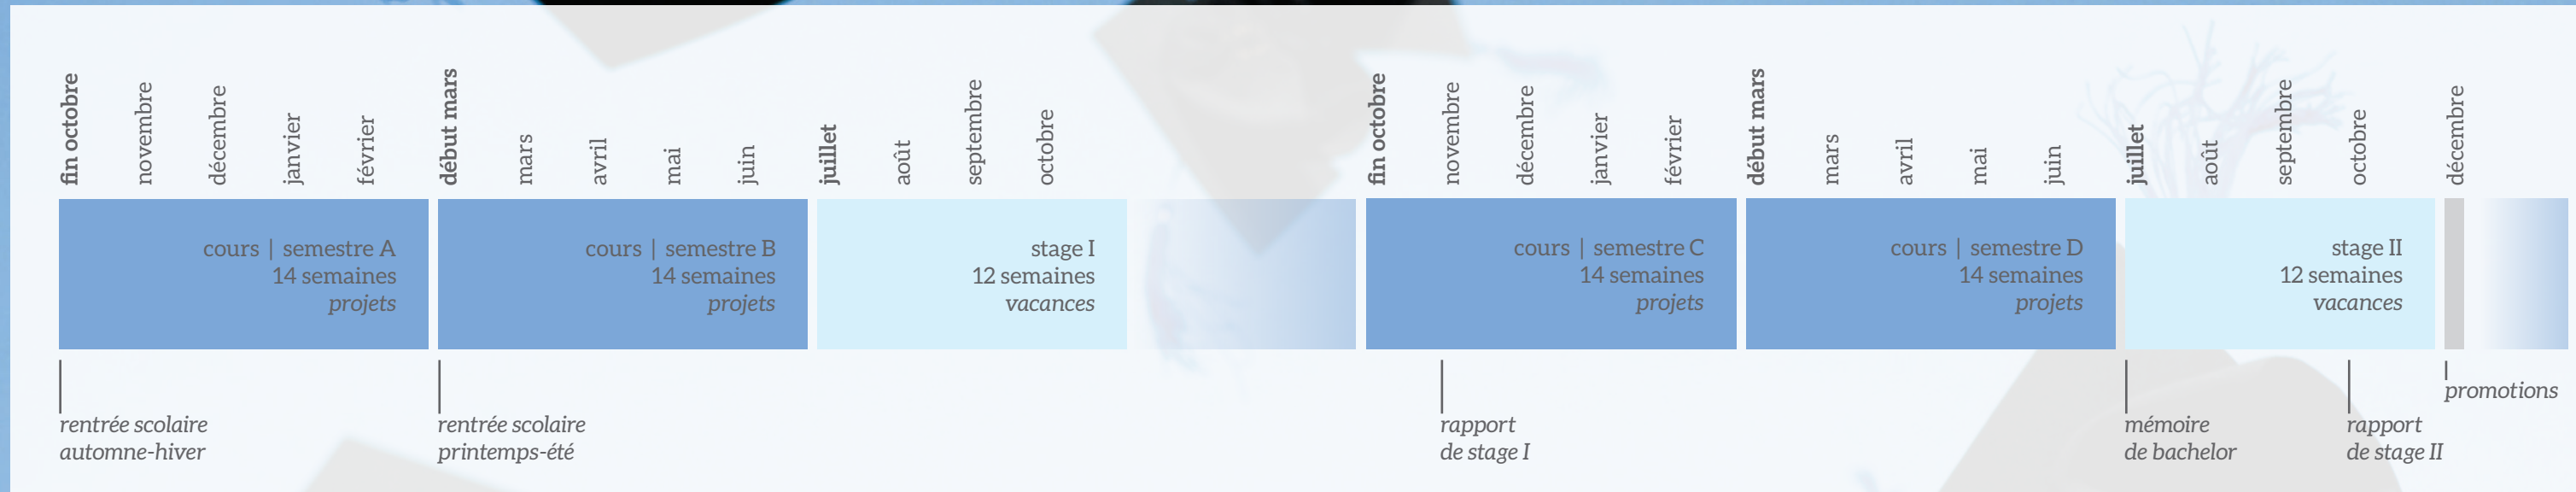 fin octobre
novembre
décembre
janvier
février
début mars
mars
avril
mai
juin
juillet
août
septembre
octobre
fin octobre
novembre
décembre
janvier
février
début mars
mars
avril
mai
juin
juillet
août
septembre
octobre
décembre
cours | semestre A
14 semaines
projets
cours | semestre B
14 semaines
projets
stage I
12 semaines
vacances
cours | semestre C
14 semaines
projets
cours | semestre D
14 semaines
projets
stage II
12 semaines
vacances
rentrée scolaire
automne-hiver
rentrée scolaire
printemps-été
rapport
de stage I
mémoire
de bachelor
rapport
de stage II
promotions